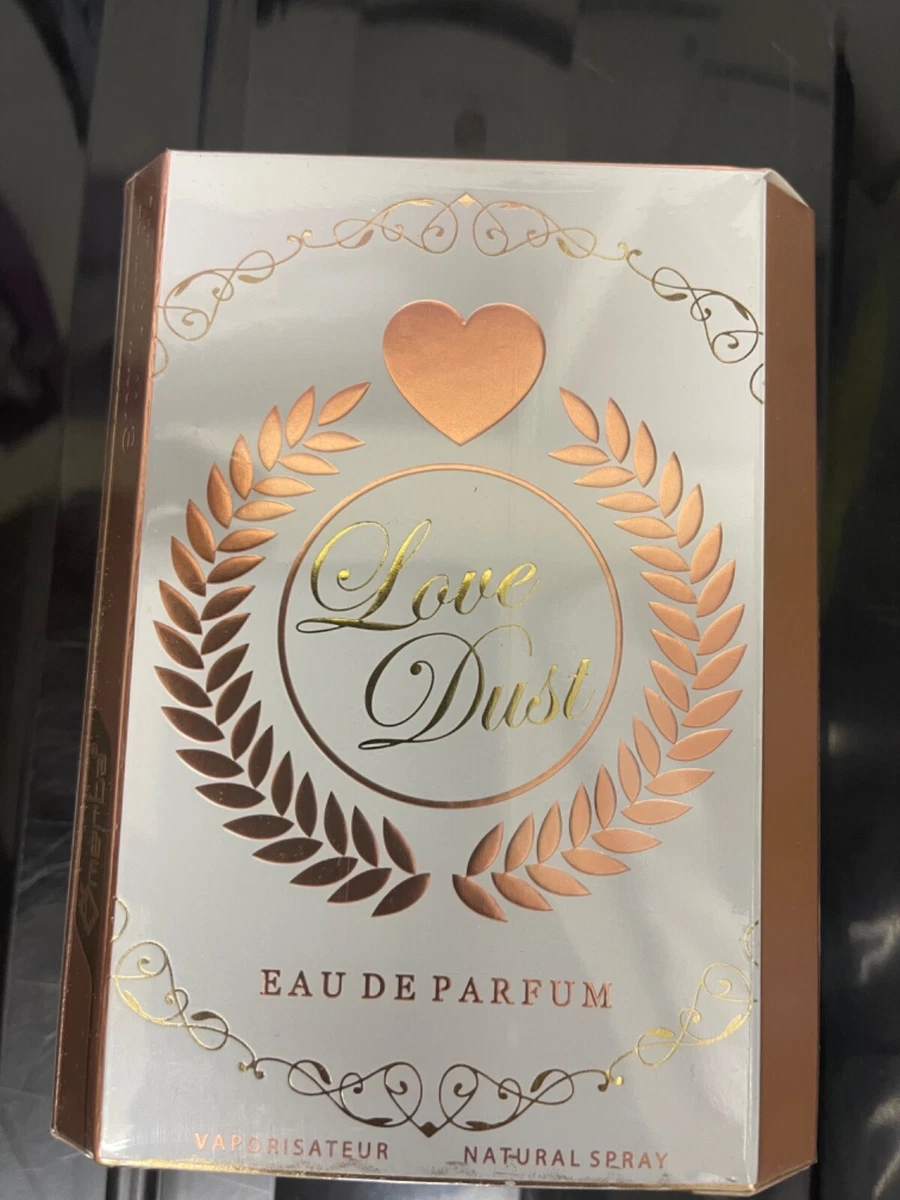 Love
Dust
EAU DE PARFUM
VAPORISATEUR NATURAL SPRAY